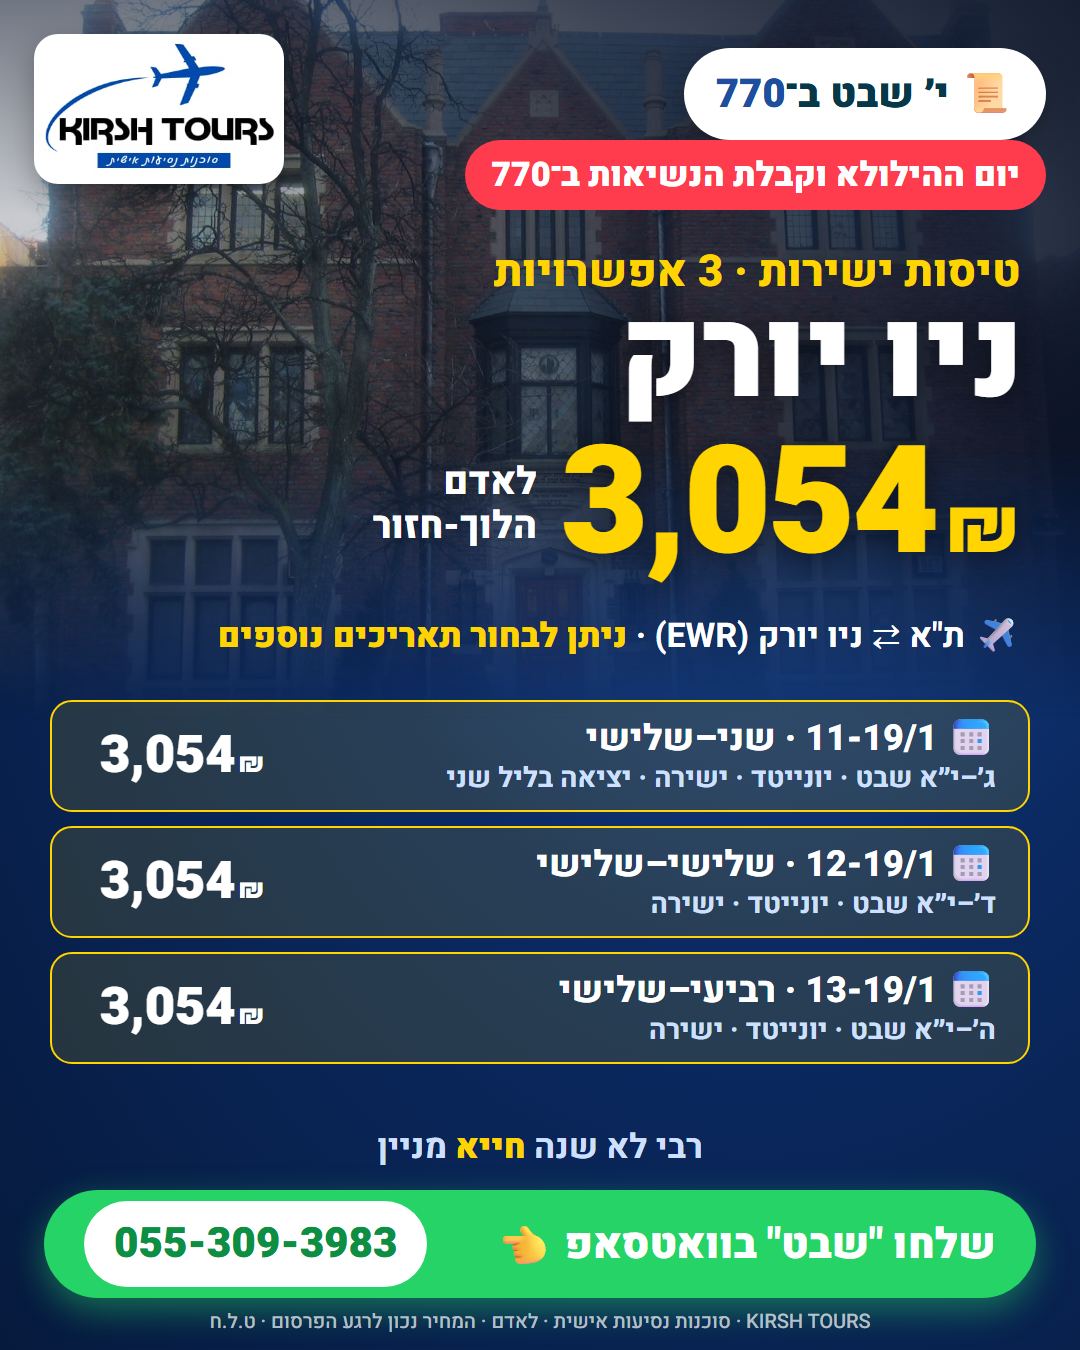 KIRSH TOURS
סוכנות נסיעות אישית
י׳ שבט ב־770
יום ההילולא וקבלת הנשיאות ב־770
טיסות ישירות · 3 אפשרויות
ניו יורק
₪3,054
לאדם
הלוך-חזור
ת"א ⇄ ניו יורק (EWR) · ניתן לבחור תאריכים נוספים
11-19/1 · שני–שלישי
ג׳–י״א שבט · יונייטד · ישירה · יציאה בליל שני
₪3,054
12-19/1 · שלישי–שלישי
ד׳–י״א שבט · יונייטד · ישירה
₪3,054
13-19/1 · רביעי–שלישי
ה׳–י״א שבט · יונייטד · ישירה
₪3,054
רבי לא שנה חייא מניין
שלחו "שבט" בוואטסאפ
055-309-3983
KIRSH TOURS · סוכנות נסיעות אישית · לאדם · המחיר נכון לרגע הפרסום · ט.ל.ח